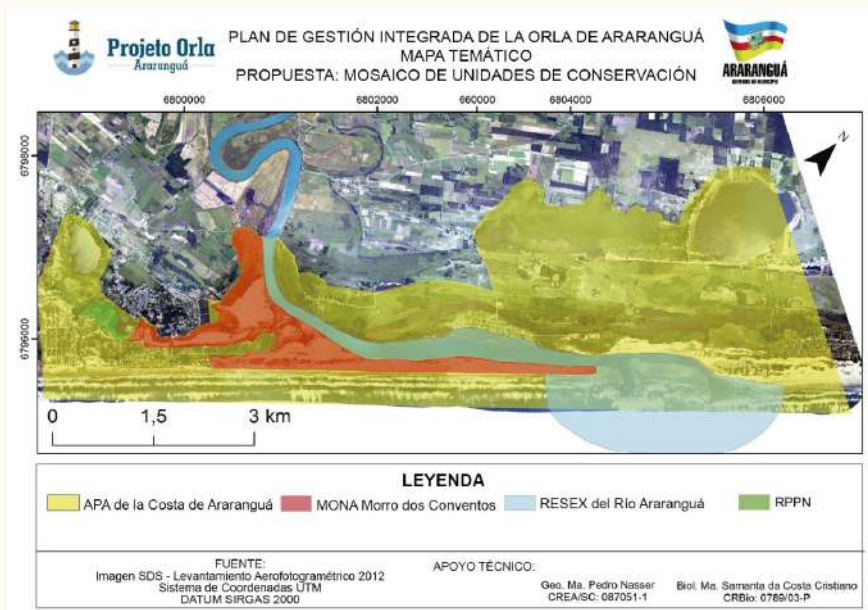 Projeto Orla
Araranguá
PLAN DE GESTIÓN INTEGRADA DE LA ORLA DE ARARANGUÁ
MAPA TEMÁTICO
PROPUESTA: MOSAICO DE UNIDADES DE CONSERVACIÓN
ARARANGUÁ
6800000 6802000 660000 6804000 6806000
6798000
N
6796000
0 1,5 3 km
LEYENDA
APA de la Costa de Araranguá MONA Morro dos Conventos RESEX del Río Araranguá RPPN
FUENTE:
Imagen SDS - Levantamiento Aerofotogramétrico 2012
Sistema de Coordenadas UTM
DATUM SIRGAS 2000
APOYO TÉCNICO:
Geo. Ma. Pedro Nasser
CREA/SC: 087051-1
Biol. Ma. Samanta da Costa Cristiano
CRBio: 0789/03-P